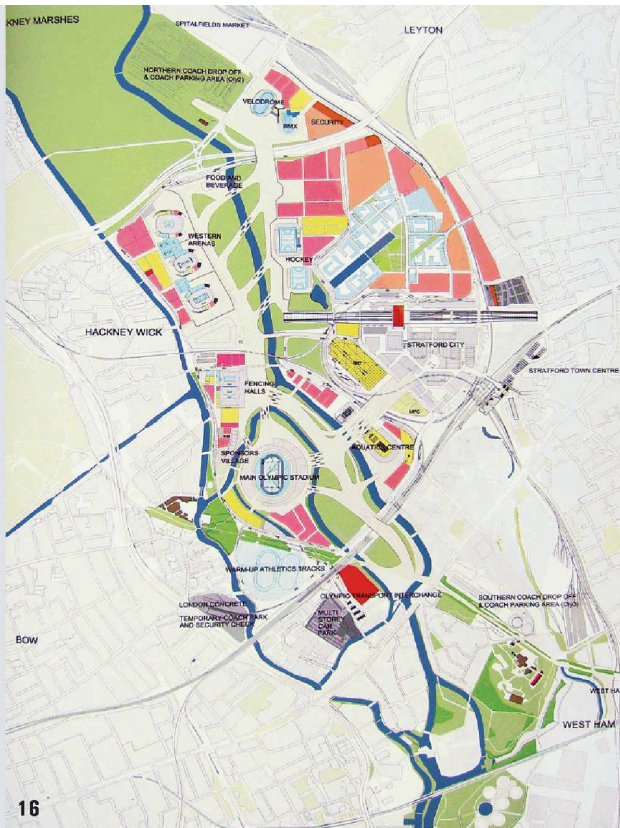 KNEY MARSHES
SPITALFIELDS MARKET
LEYTON
NORTHERN COACH DROP OFF
& COACH PARKING AREA (Oly2)
VELODROME
BMX
SECURITY
FOOD AND
BEVERAGE
WESTERN
ARENAS
HOCKEY
HACKNEY WICK
STRATFORD CITY
STRATFORD TOWN CENTRE
FENCING
HALLS
IBC
MPC
SPONSORS
VILLAGE
AQUATICS CENTRE
MAIN OLYMPIC STADIUM
WARM-UP ATHLETICS TRACKS
OLYMPIC TRANSPORT INTERCHANGE
SOUTHERN COACH DROP OFF
& COACH PARKING AREA (Oly3)
LONDON CONCRETE
TEMPORARY COACH PARK
AND SECURITY CHECK
MULTI
STOREY
CAR
PARK
BOW
WEST HA
WEST HAM
16